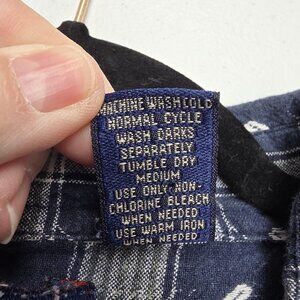 MACHINE WASH COLD
NORMAL CYCLE
WASH DARKS
SEPARATELY
TUMBLE DRY
MEDIUM
USE ONLY NON-
CHLORINE BLEACH
WHEN NEEDED
USE WARM IRON
WHEN NEEDED